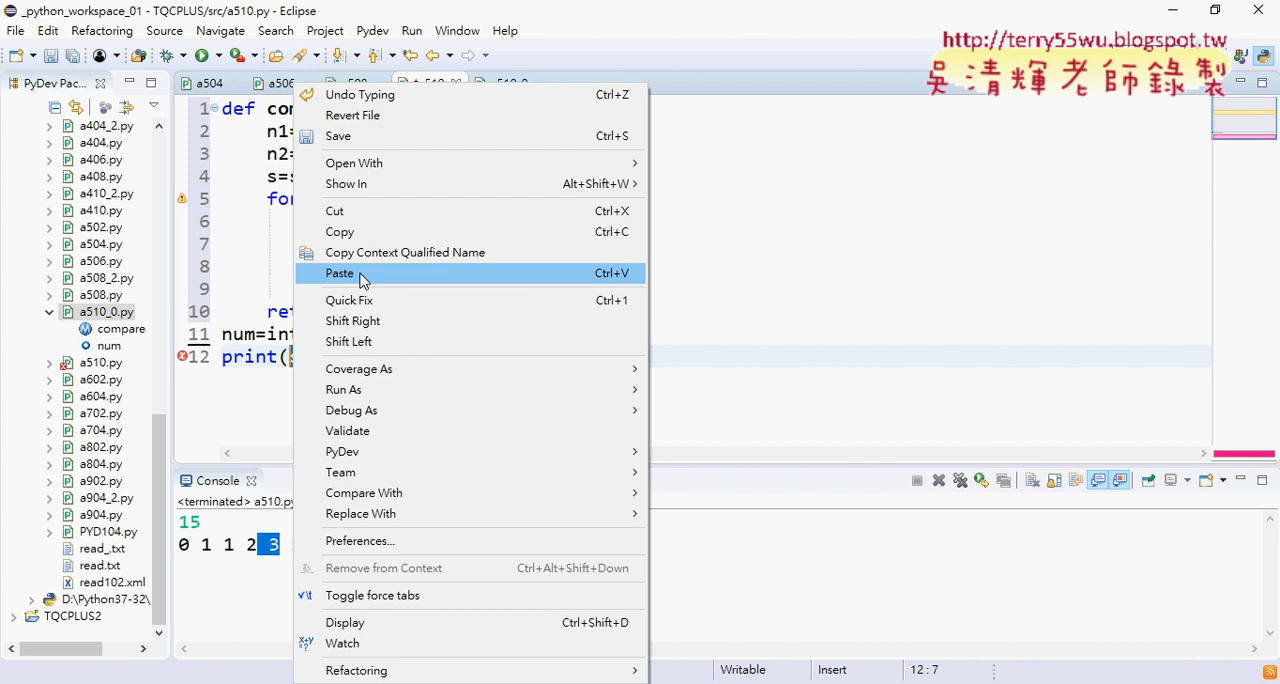 _python_workspace_01 - TQCPLUS/src/a510.py - Eclipse
File Edit Refactoring Source Navigate Search Project Pydev Run Window Help
http://terry55wu.blogspot.tw
吳清輝老師錄製
PyDev Pac...
a504
a404_2.py
a404.py
a406.py
a408.py
a410_2.py
a410.py
a502.py
a504.py
a506.py
a508_2.py
a508.py
a510_0.py
compare
num
a510.py
a602.py
a604.py
a702.py
a704.py
a802.py
a804.py
a902.py
a904_2.py
a904.py
PYD104.py
read_.txt
read.txt
read102.xml
D:\Python37-32\
TQCPLUS2
1 def con
2 n1=
3 n2=
4 s=s
5 for
6
7
8
9
10 ret
11 num=int
12 print(
Undo Typing Ctrl+Z
Revert File
Save Ctrl+S
Open With
Show In Alt+Shift+W
Cut Ctrl+X
Copy Ctrl+C
Copy Context Qualified Name
Paste Ctrl+V
Quick Fix Ctrl+1
Shift Right
Shift Left
Coverage As
Run As
Debug As
Validate
PyDev
Team
Compare With
Replace With
Preferences...
Remove from Context Ctrl+Alt+Shift+Down
Toggle force tabs
Display Ctrl+Shift+D
Watch
Refactoring
Console
<terminated> a510.py
15
0 1 1 2 3
Writable Insert 12 : 7